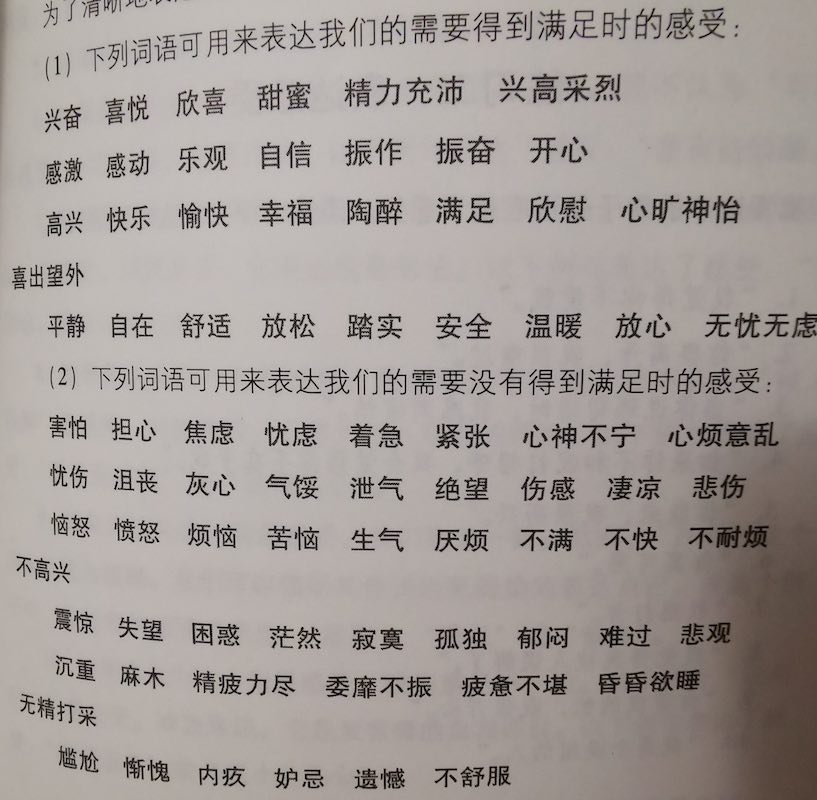 为了清晰地表
(1) 下列词语可用来表达我们的需要得到满足时的感受：
兴奋 喜悦 欣喜 甜蜜 精力充沛 兴高采烈
感激 感动 乐观 自信 振作 振奋 开心
高兴 快乐 愉快 幸福 陶醉 满足 欣慰 心旷神怡
喜出望外
平静 自在 舒适 放松 踏实 安全 温暖 放心 无忧无虑
(2) 下列词语可用来表达我们的需要没有得到满足时的感受：
害怕 担心 焦虑 忧虑 着急 紧张 心神不宁 心烦意乱
忧伤 沮丧 灰心 气馁 泄气 绝望 伤感 凄凉 悲伤
恼怒 愤怒 烦恼 苦恼 生气 厌烦 不满 不快 不耐烦
不高兴
震惊 失望 困惑 茫然 寂寞 孤独 郁闷 难过 悲观
沉重 麻木 精疲力尽 委靡不振 疲惫不堪 昏昏欲睡
无精打采
尴尬 惭愧 内疚 妒忌 遗憾 不舒服